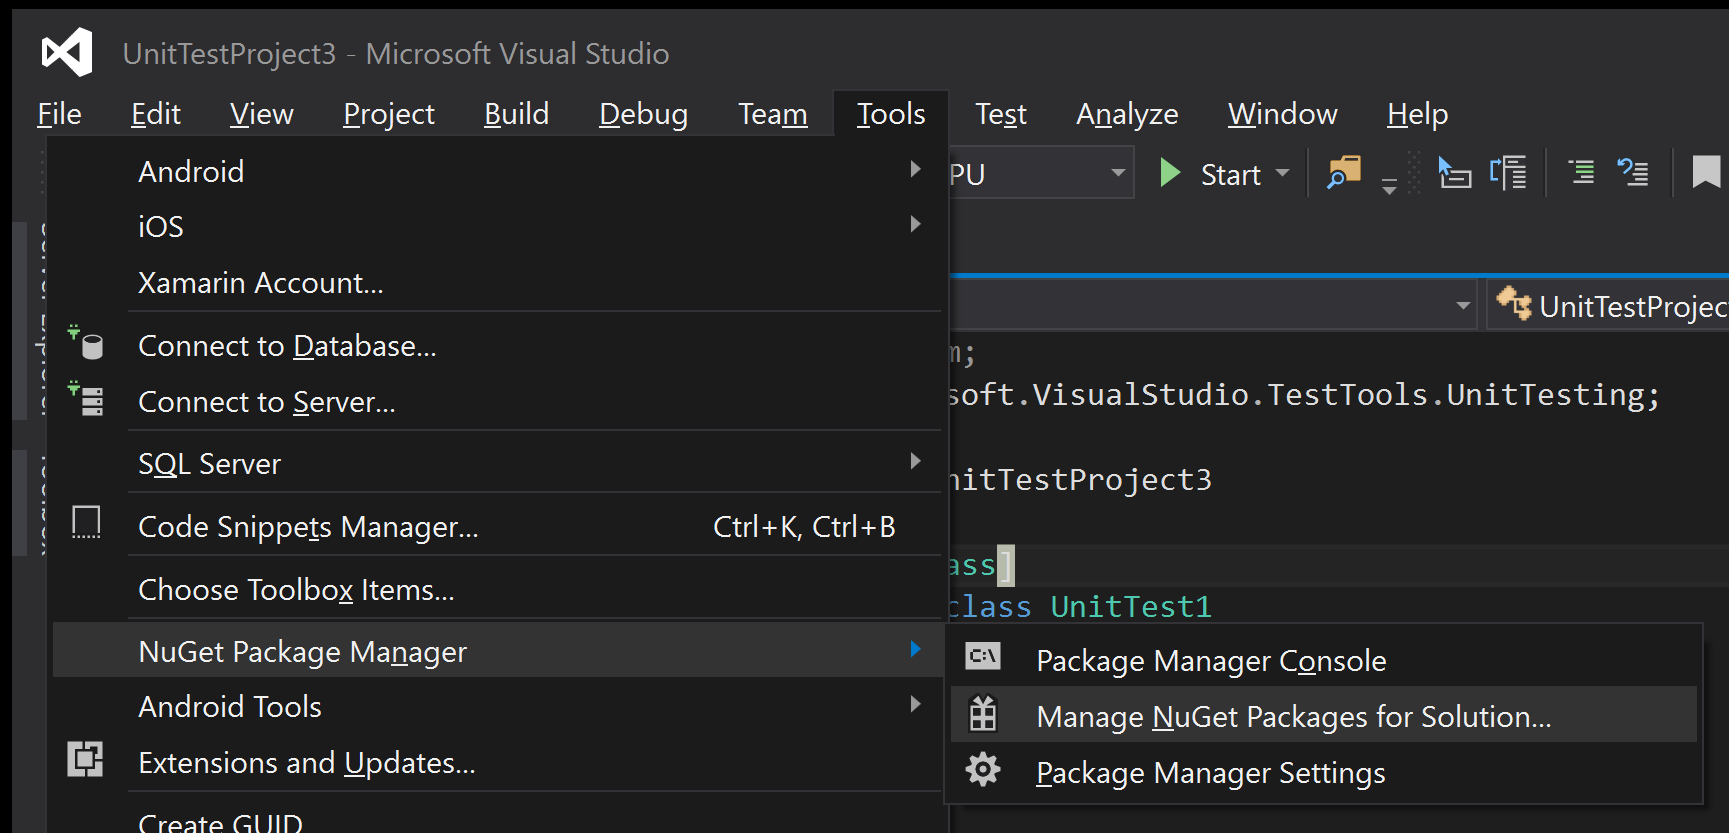 UnitTestProject3 - Microsoft Visual Studio
File Edit View Project Build Debug Team Tools Test Analyze Window Help
Android
PU Start
iOS
Xamarin Account...
UnitTestProjec
Connect to Database...
m;
Connect to Server...
soft.VisualStudio.TestTools.UnitTesting;
SQL Server
nitTestProject3
Code Snippets Manager... Ctrl+K, Ctrl+B
ass]
Choose Toolbox Items...
class UnitTest1
NuGet Package Manager
Package Manager Console
Android Tools
Manage NuGet Packages for Solution...
Extensions and Updates...
Package Manager Settings
Create GUID
C:\